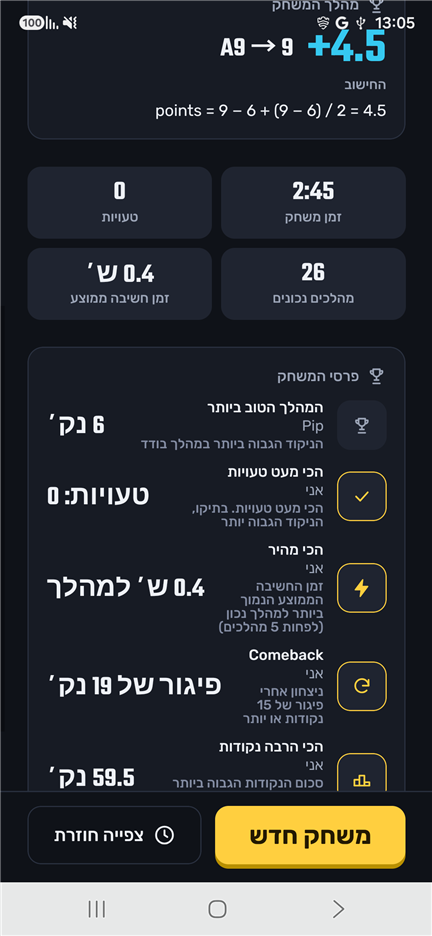 100
13:05
מהלך המשחק
+4.5
A9 → 9
החישוב
points = 9 − 6 + (9 − 6) / 2 = 4.5
2:45
זמן משחק
0
טעויות
26
מהלכים נכונים
0.4 ש׳
זמן חשיבה ממוצע
פרסי המשחק
המהלך הטוב ביותר
Pip
הניקוד הגבוה ביותר במהלך בודד
6 נק׳
הכי מעט טעויות
אני
הכי מעט טעויות. בתיקו,
הניקוד הגבוה יותר
טעויות: 0
הכי מהיר
אני
זמן החשיבה
הממוצע הנמוך
ביותר למהלך נכון
(לפחות 5 מהלכים)
0.4 ש׳ למהלך
Comeback
אני
ניצחון אחרי
פיגור של 15
נקודות או יותר
פיגור של 19 נק׳
הכי הרבה נקודות
אני
סכום הנקודות הגבוה ביותר
59.5 נק׳
משחק חדש
צפייה חוזרת